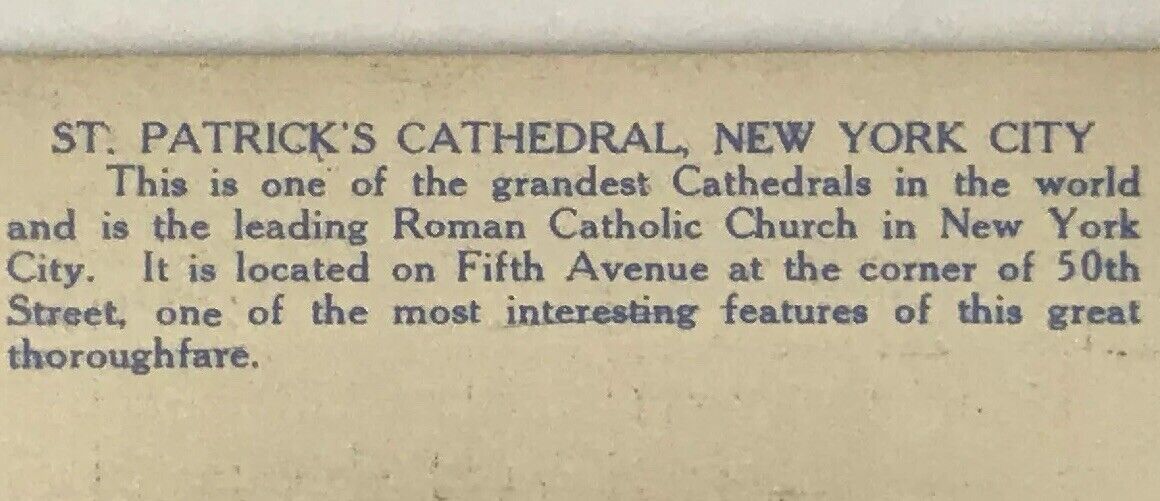 ST. PATRICK'S CATHEDRAL, NEW YORK CITY
This is one of the grandest Cathedrals in the world
and is the leading Roman Catholic Church in New York
City. It is located on Fifth Avenue at the corner of 50th
Street, one of the most interesting features of this great
thoroughfare.